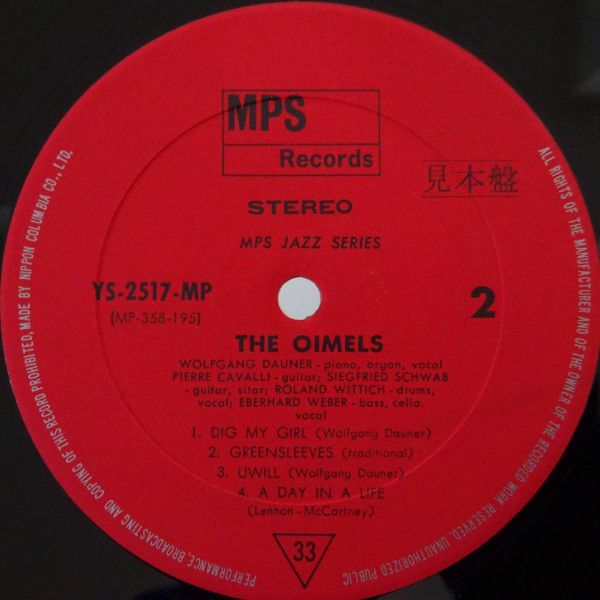 MPS
Records
見本盤
STEREO
MPS JAZZ SERIES
YS-2517-MP
(MP-358-195)
2
THE OIMELS
WOLFGANG DAUNER - piano, organ, vocal
PIERRE CAVALLI - guitar; SIEGFRIED SCHWAB
- guitar, sitar; ROLAND WITTICH - drums,
vocal; EBERHARD WEBER - bass, cello.
vocal
1. DIG MY GIRL (Wolfgang Dauner)
2. GREENSLEEVES (traditional)
3. UWILL (Wolfgang Dauner)
4. A DAY IN A LIFE
(Lennon - McCartney)
33
ALL RIGHTS OF THE MANUFACTURER AND OF THE OWNER OF THE RECORDED WORK RESERVED. UNAUTHORIZED PUBLIC PERFORMANCE, BROADCASTING AND COPYING OF THIS RECORD PROHIBITED, MADE BY NIPPON COLUMBIA CO., LTD.